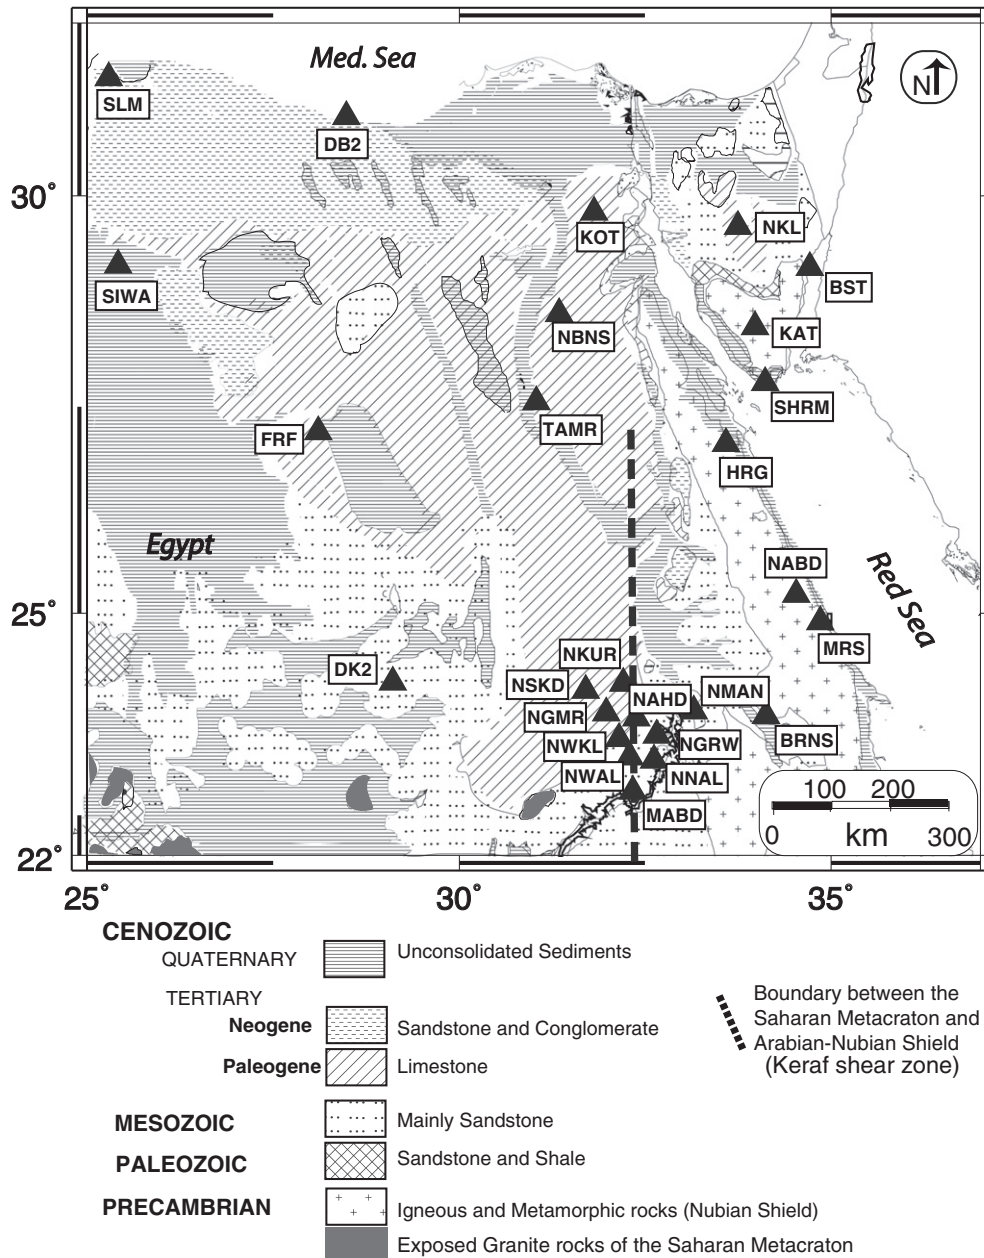 Med. Sea
N
SLM
DB2
30°
KOT
NKL
SIWA
BST
NBNS
KAT
SHRM
TAMR
FRF
HRG
Egypt
NABD
Red Sea
25°
MRS
NKUR
DK2
NSKD
NAHD
NMAN
NGMR
NWKL
NGRW
BRNS
NWAL
NNAL
MABD
100 200
0 km 300
22°
25° 30° 35°
CENOZOIC
QUATERNARY
Unconsolidated Sediments
TERTIARY
Neogene
Sandstone and Conglomerate
Paleogene
Limestone
MESOZOIC
Mainly Sandstone
PALEOZOIC
Sandstone and Shale
PRECAMBRIAN
Igneous and Metamorphic rocks (Nubian Shield)
Exposed Granite rocks of the Saharan Metacraton
Boundary between the
Saharan Metacraton and
Arabian-Nubian Shield
(Keraf shear zone)